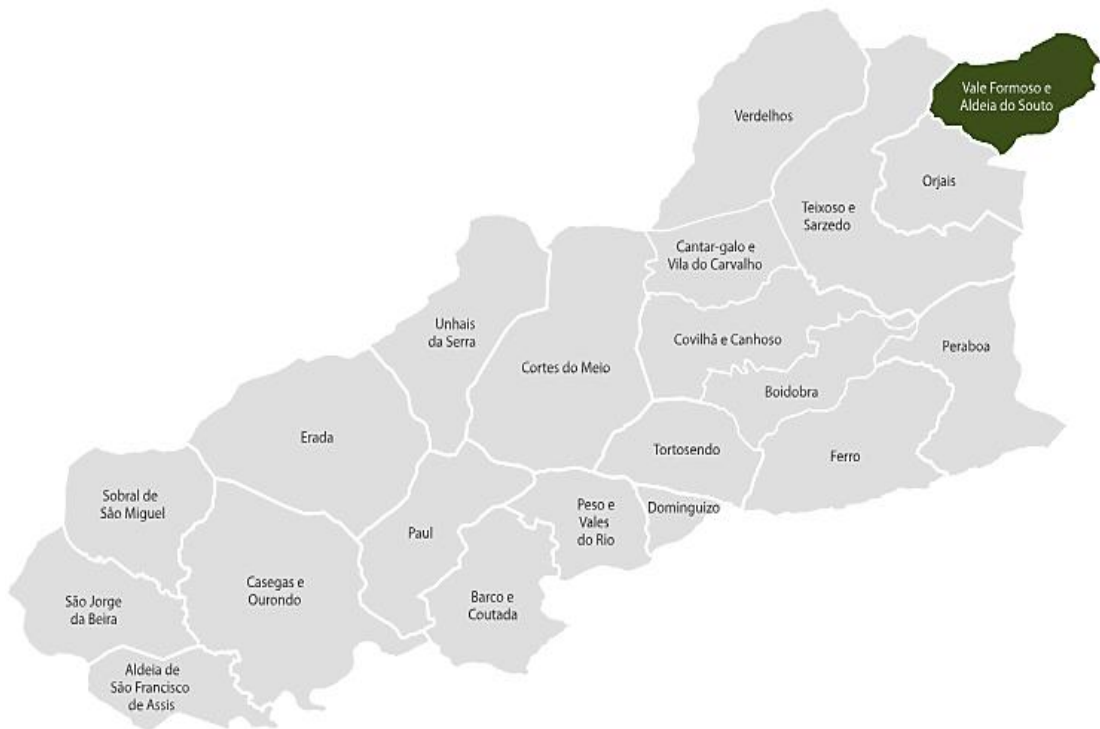 Vale Formoso e
Aldeia do Souto
Verdelhos
Orjais
Teixoso e
Sarzedo
Cantar-galo e
Vila do Carvalho
Unhais
da Serra
Covilhã e Canhoso
Peraboa
Cortes do Meio
Boidobra
Erada
Tortosendo
Ferro
Sobral de
São Miguel
Peso e
Vales
do Rio
Dominguizo
Paul
Casegas e
Ourondo
Barco e
Coutada
São Jorge
da Beira
Aldeia de
São Francisco
de Assis